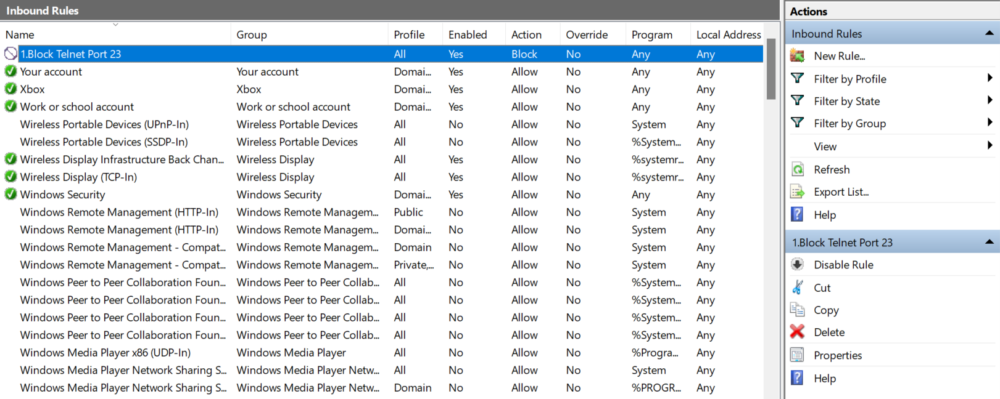 Inbound Rules
Name Group Profile Enabled Action Override Program Local Address
1.Block Telnet Port 23 All Yes Block No Any Any
Your account Your account Domai... Yes Allow No Any Any
Xbox Xbox Domai... Yes Allow No Any Any
Work or school account Work or school account Domai... Yes Allow No Any Any
Wireless Portable Devices (UPnP-In) Wireless Portable Devices All No Allow No System Any
Wireless Portable Devices (SSDP-In) Wireless Portable Devices All No Allow No %System... Any
Wireless Display Infrastructure Back Chan... Wireless Display All Yes Allow No %systemr... Any
Wireless Display (TCP-In) Wireless Display All Yes Allow No %systemr... Any
Windows Security Windows Security Domai... Yes Allow No Any Any
Windows Remote Management (HTTP-In) Windows Remote Managem... Public No Allow No System Any
Windows Remote Management (HTTP-In) Windows Remote Managem... Domai... No Allow No System Any
Windows Remote Management - Compat... Windows Remote Managem... Domain No Allow No System Any
Windows Remote Management - Compat... Windows Remote Managem... Private,... No Allow No System Any
Windows Peer to Peer Collaboration Foun... Windows Peer to Peer Collab... All No Allow No %System... Any
Windows Peer to Peer Collaboration Foun... Windows Peer to Peer Collab... All No Allow No %System... Any
Windows Peer to Peer Collaboration Foun... Windows Peer to Peer Collab... All No Allow No %System... Any
Windows Peer to Peer Collaboration Foun... Windows Peer to Peer Collab... All No Allow No %System... Any
Windows Media Player x86 (UDP-In) Windows Media Player All No Allow No %Progra... Any
Windows Media Player Network Sharing S... Windows Media Player Netw... All No Allow No System Any
Windows Media Player Network Sharing S... Windows Media Player Netw... Domain No Allow No %PROGR... Any
Actions
Inbound Rules
New Rule...
Filter by Profile
Filter by State
Filter by Group
View
Refresh
Export List...
Help
1.Block Telnet Port 23
Disable Rule
Cut
Copy
Delete
Properties
Help